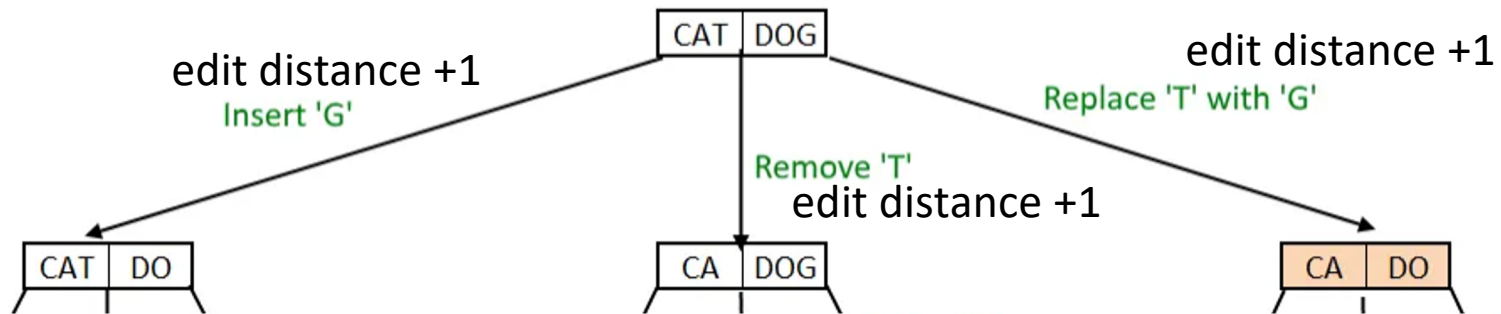 CAT DOG
edit distance +1
Insert 'G'
edit distance +1
Replace 'T' with 'G'
Remove 'T'
edit distance +1
CAT DO
CA DOG
CA DO